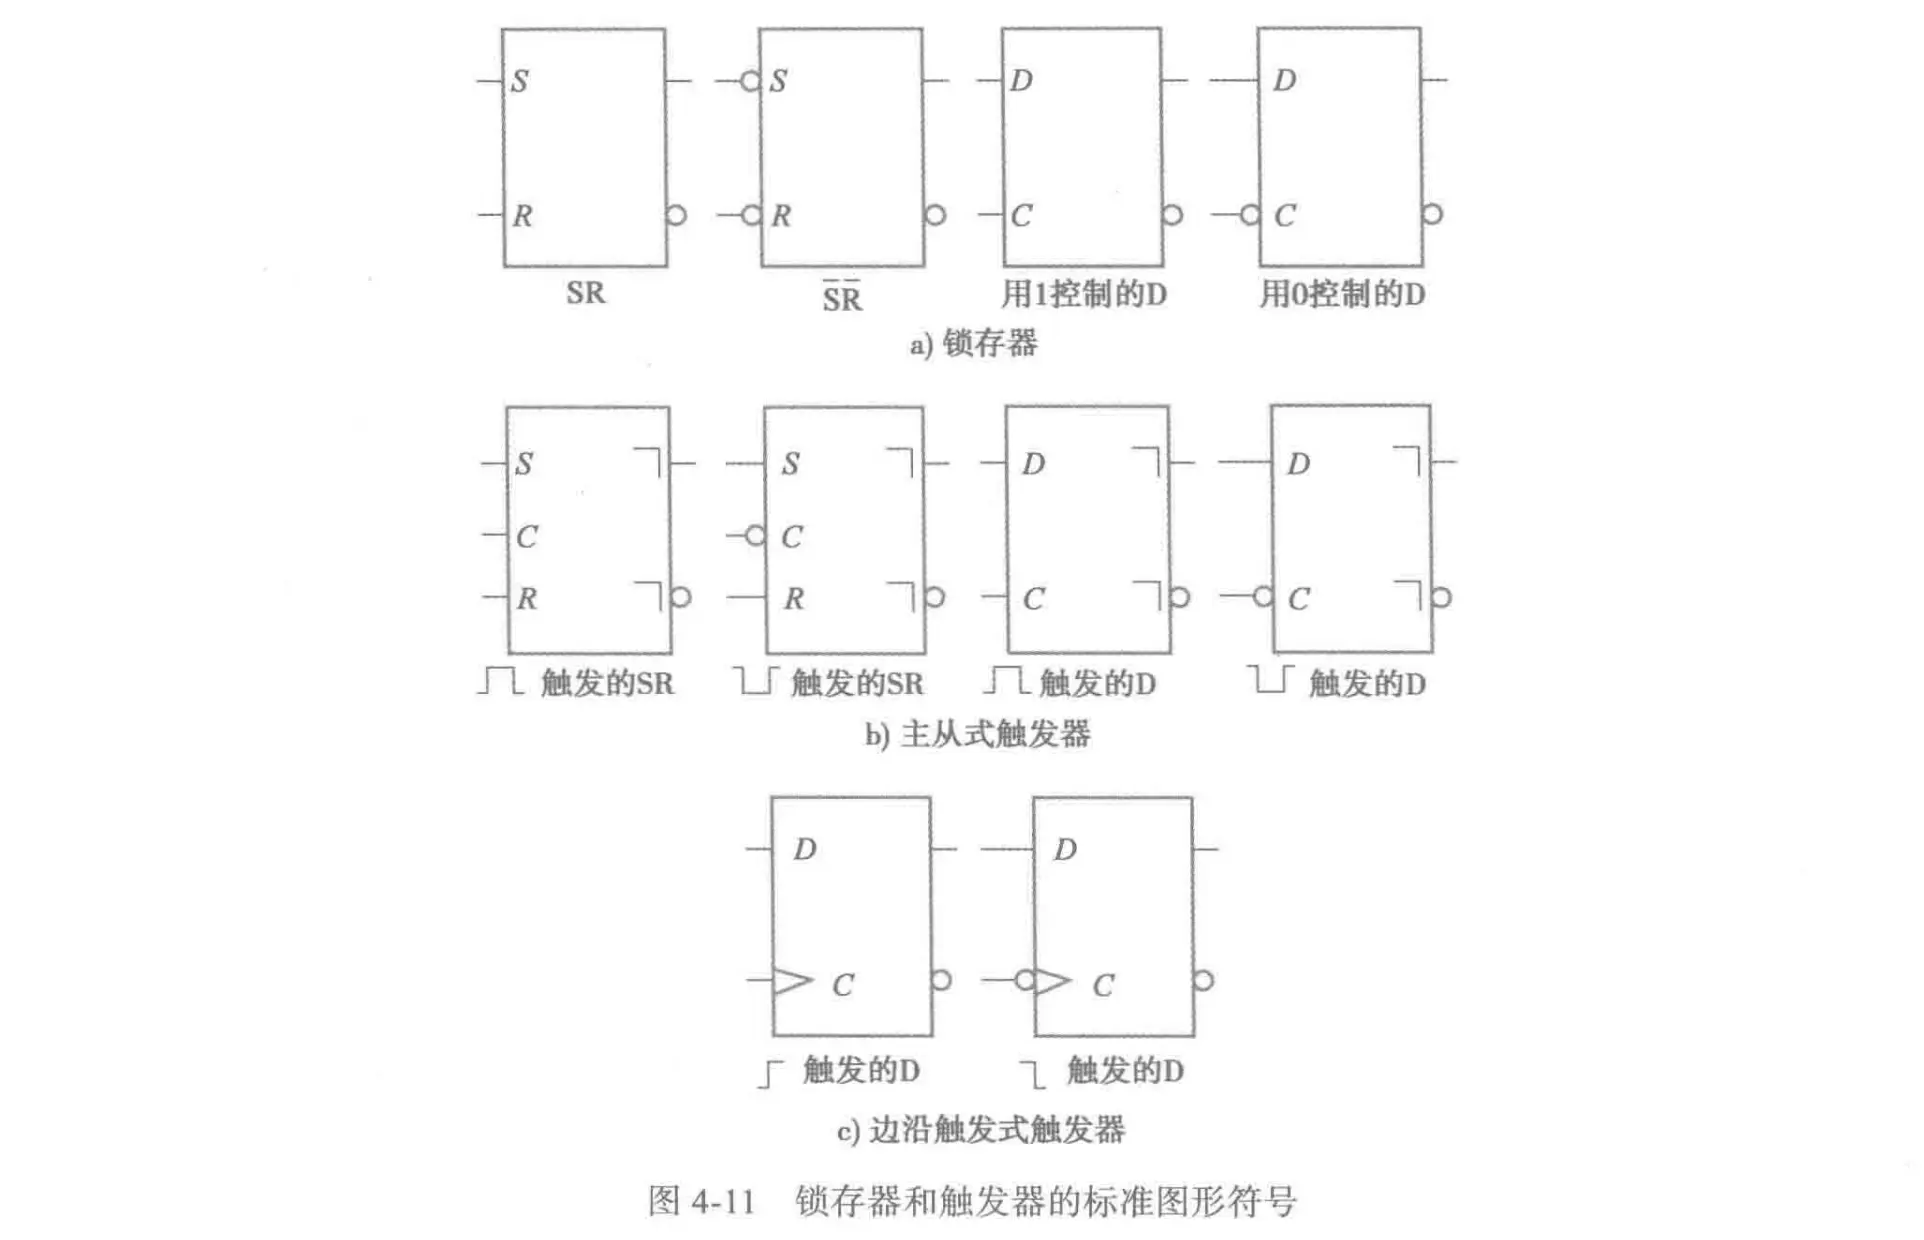 S S D D
R R C C
SR S̅R̅ 用1控制的D 用0控制的D
a) 锁存器
S S D D
C C
R R C C
触发的SR 触发的SR 触发的D 触发的D
b) 主从式触发器
D D
C C
触发的D 触发的D
c) 边沿触发式触发器
图 4-11 锁存器和触发器的标准图形符号